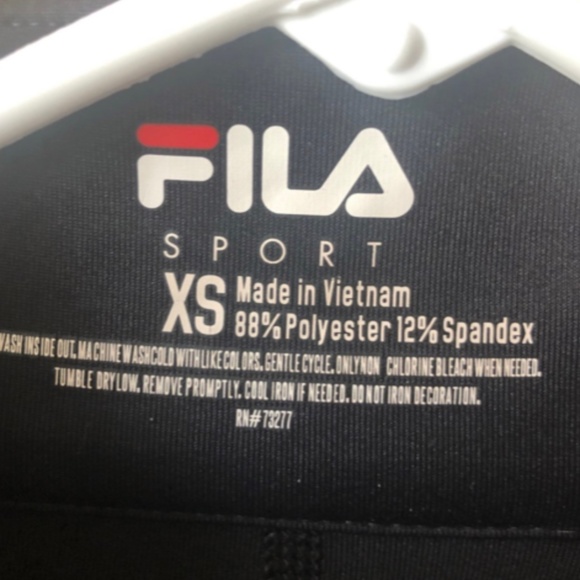 FILA
SPORT
XS Made in Vietnam
88% Polyester 12% Spandex
WASH INSIDE OUT. MACHINE WASH COLD WITH LIKE COLORS. GENTLE CYCLE. ONLY NON CHLORINE BLEACH WHEN NEEDED.
TUMBLE DRY LOW. REMOVE PROMPTLY. COOL IRON IF NEEDED. DO NOT IRON DECORATION.
RN# 73277